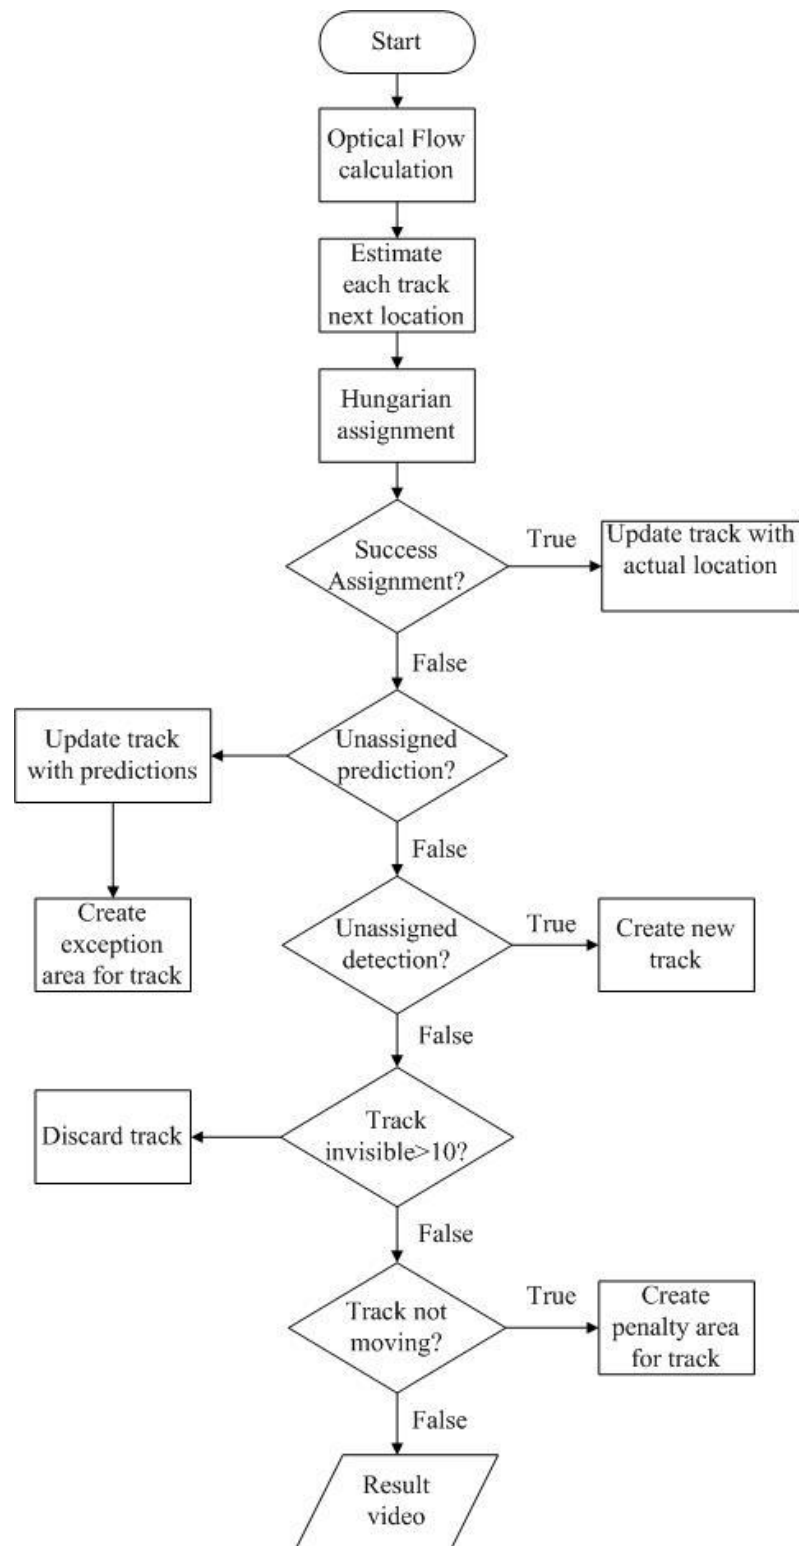 Start
Optical Flow
calculation
Estimate
each track
next location
Hungarian
assignment
Success
Assignment?
True
Update track with
actual location
False
Update track
with predictions
Unassigned
prediction?
False
Create
exception
area for track
Unassigned
detection?
True
Create new
track
False
Discard track
Track
invisible>10?
False
Track not
moving?
True
Create
penalty area
for track
False
Result
video